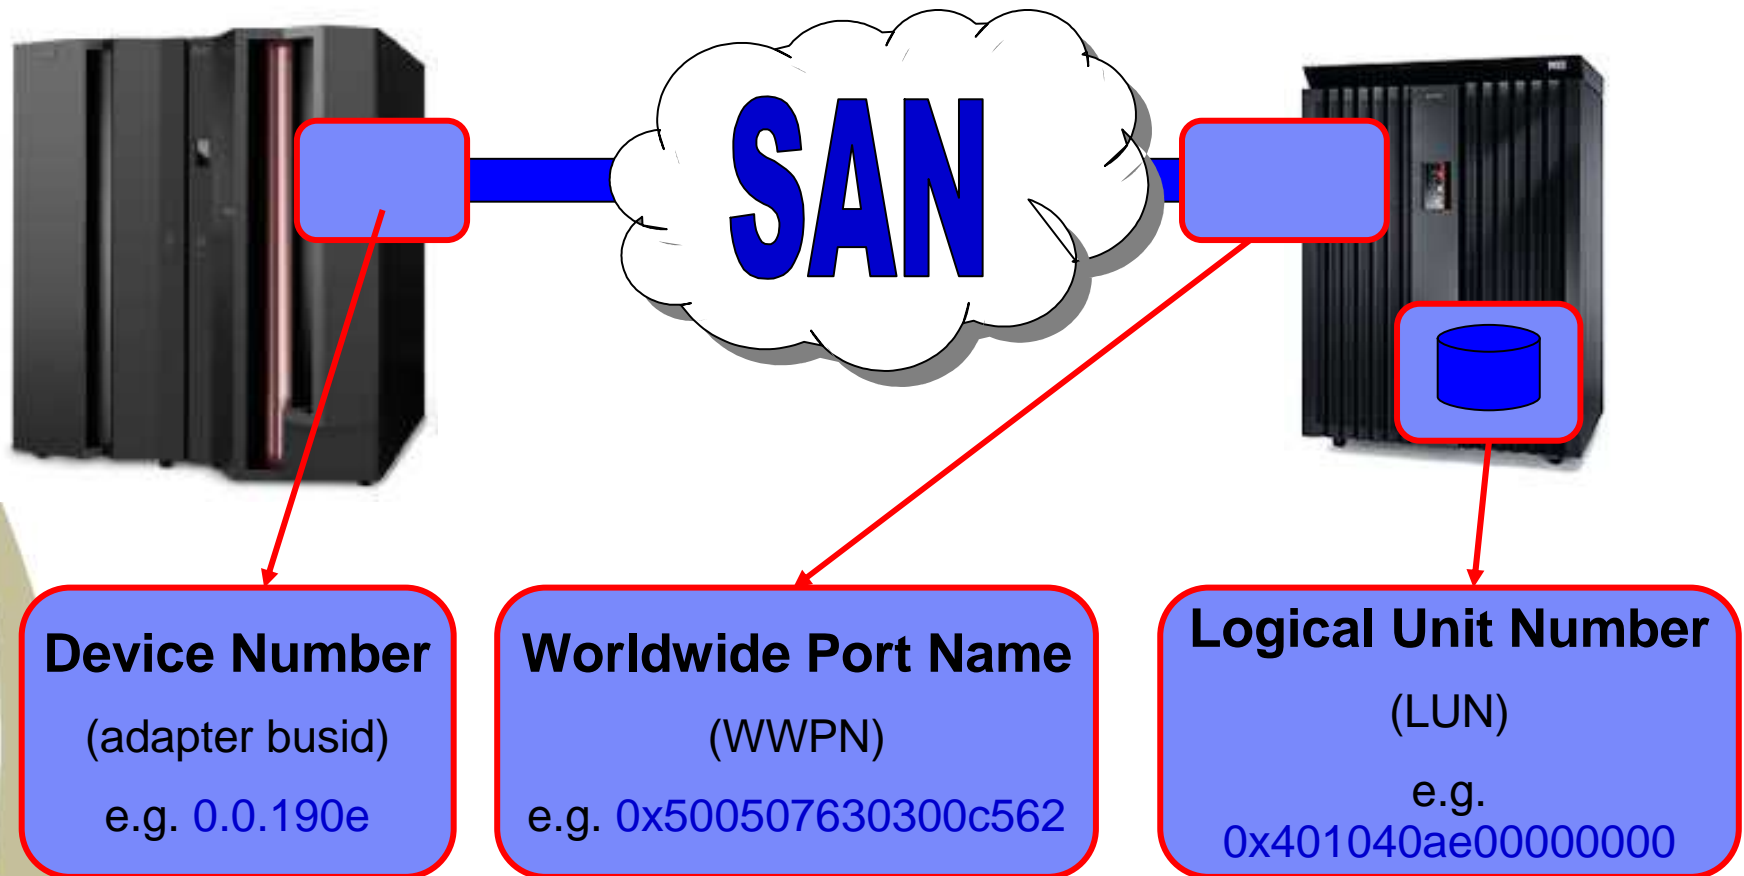 SAN
Device Number
(adapter busid)
e.g. 0.0.190e
Worldwide Port Name
(WWPN)
e.g. 0x500507630300c562
Logical Unit Number
(LUN)
e.g.
0x401040ae00000000